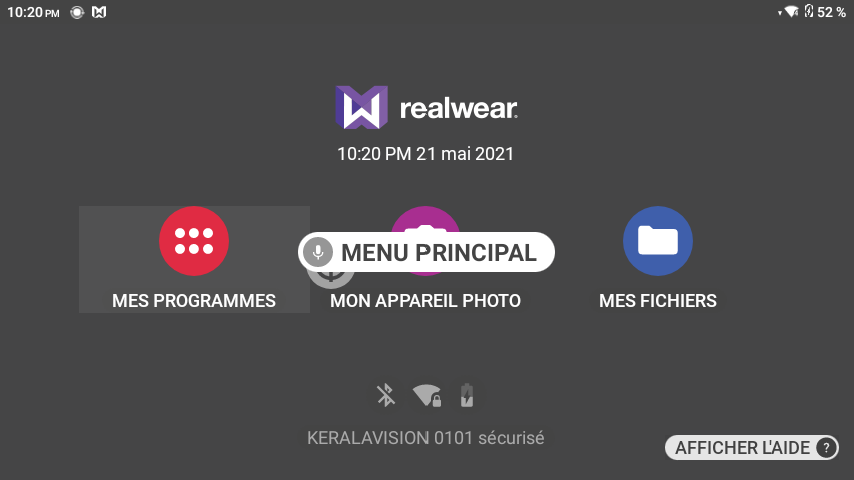 10:20 PM
52 %
realwear
10:20 PM 21 mai 2021
MENU PRINCIPAL
MES PROGRAMMES
MON APPAREIL PHOTO
MES FICHIERS
KERALAVISION 0101 sécurisé
AFFICHER L'AIDE ?